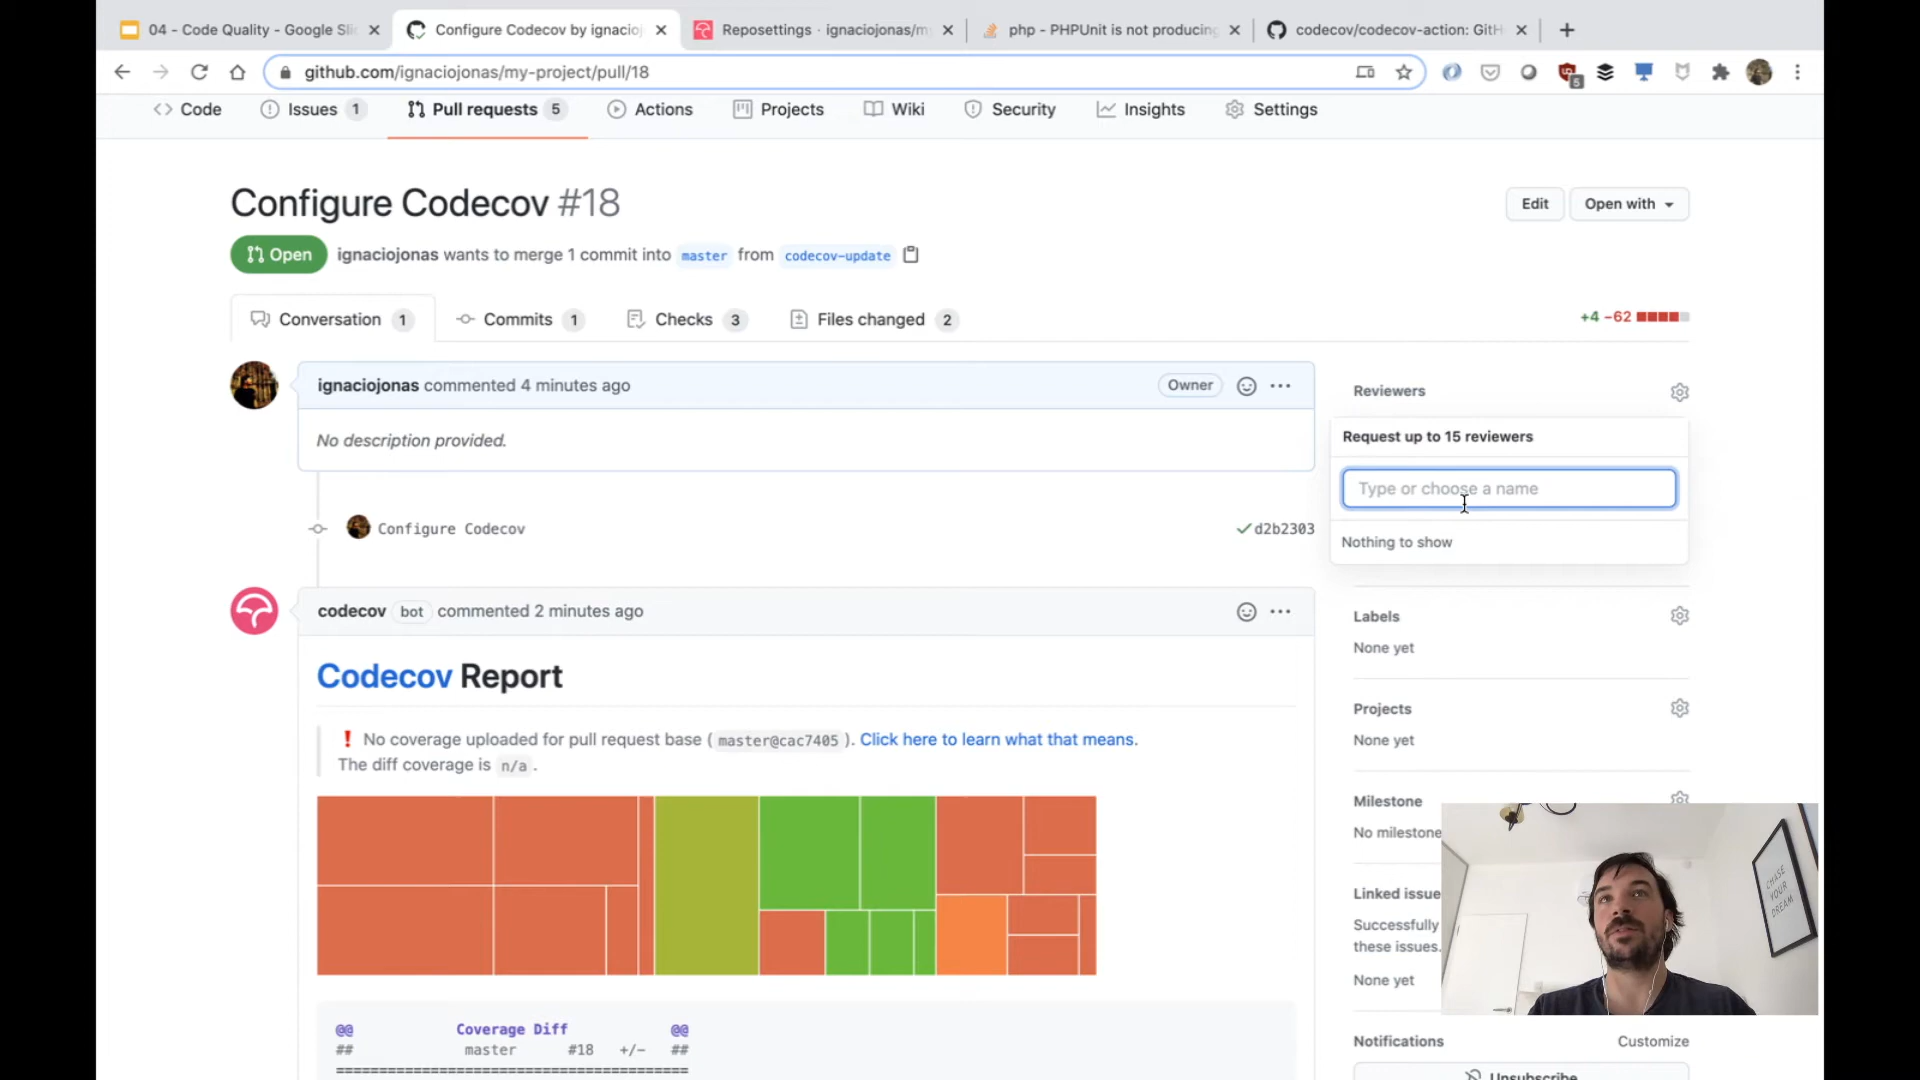 04 - Code Quality - Google Sli
Configure Codecov by ignacio
Reposettings · ignaciojonas/my
php - PHPUnit is not producing
codecov/codecov-action: GitH
github.com/ignaciojonas/my-project/pull/18
5
Code
Issues 1
Pull requests 5
Actions
Projects
Wiki
Security
Insights
Settings
Configure Codecov #18
Edit
Open with
Open
ignaciojonas wants to merge 1 commit into master from codecov-update
Conversation 1
Commits 1
Checks 3
Files changed 2
+4 −62
ignaciojonas commented 4 minutes ago
Owner
No description provided.
Configure Codecov
d2b2303
codecov bot commented 2 minutes ago
Codecov Report
❗ No coverage uploaded for pull request base ( master@cac7405 ). Click here to learn what that means.
The diff coverage is n/a .
@@ Coverage Diff @@
## master #18 +/- ##
=========================================
Reviewers
Request up to 15 reviewers
Type or choose a name
Nothing to show
Labels
None yet
Projects
None yet
Milestone
No milestone
Linked issue
Successfully
these issues.
None yet
Notifications
Customize
Unsubscribe
CHASE
YOUR
DREAM